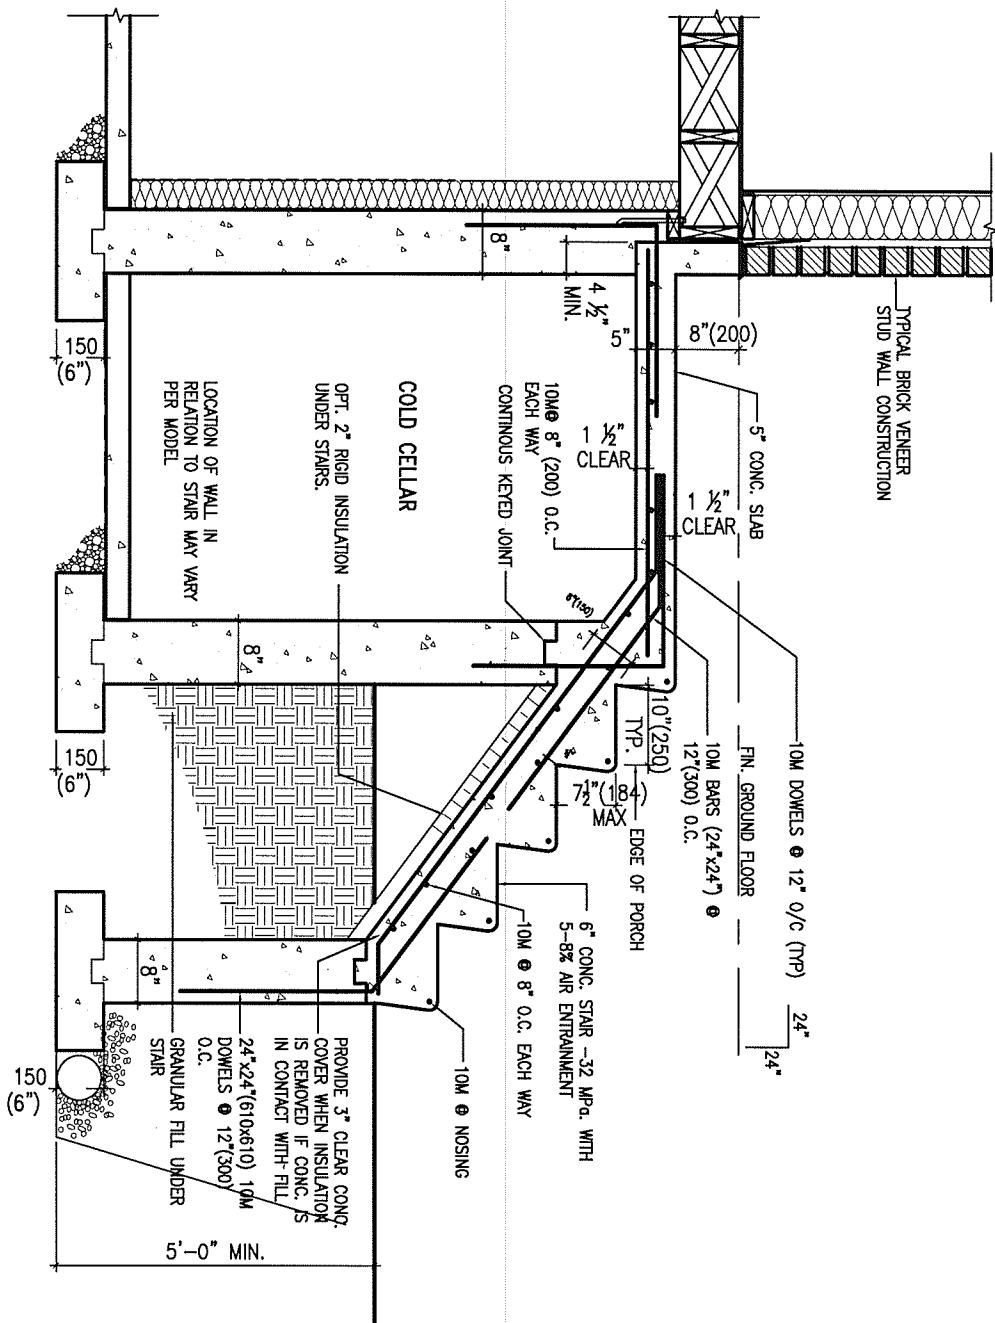 TYPICAL BRICK VENEER
STUD WALL CONSTRUCTION
8"(200)
5" CONC. SLAB
5"
4 ½"
MIN.
8"
150
(6")
LOCATION OF WALL IN
RELATION TO STAIR MAY VARY
PER MODEL
OPT. 2" RIGID INSULATION
UNDER STAIRS.
COLD CELLAR
CONTINOUS KEYED JOINT
10M@ 8" (200) O.C.
EACH WAY
1 ½"
CLEAR
1 ½"
CLEAR
FIN. GROUND FLOOR
10M DOWELS @ 12" O/C (TYP)
24"
24"
10M BARS (24"x24") @
12"(300) O.C.
10"(250)
TYP.
7½"(184)
MAX
EDGE OF PORCH
6" CONC. STAIR -32 MPa. WITH
5-8% AIR ENTRAINMENT
10M @ 8" O.C. EACH WAY
10M @ NOSING
8"
150
(6")
8"
PROVIDE 3" CLEAR CONC.
COVER WHEN INSULATION
IS REMOVED IF CONC. IS
IN CONTACT WITH FILL
24"x24"(610x610) 10M
DOWELS @ 12"(300)
O.C.
GRANULAR FILL UNDER
STAIR
150
(6")
5'-0" MIN.